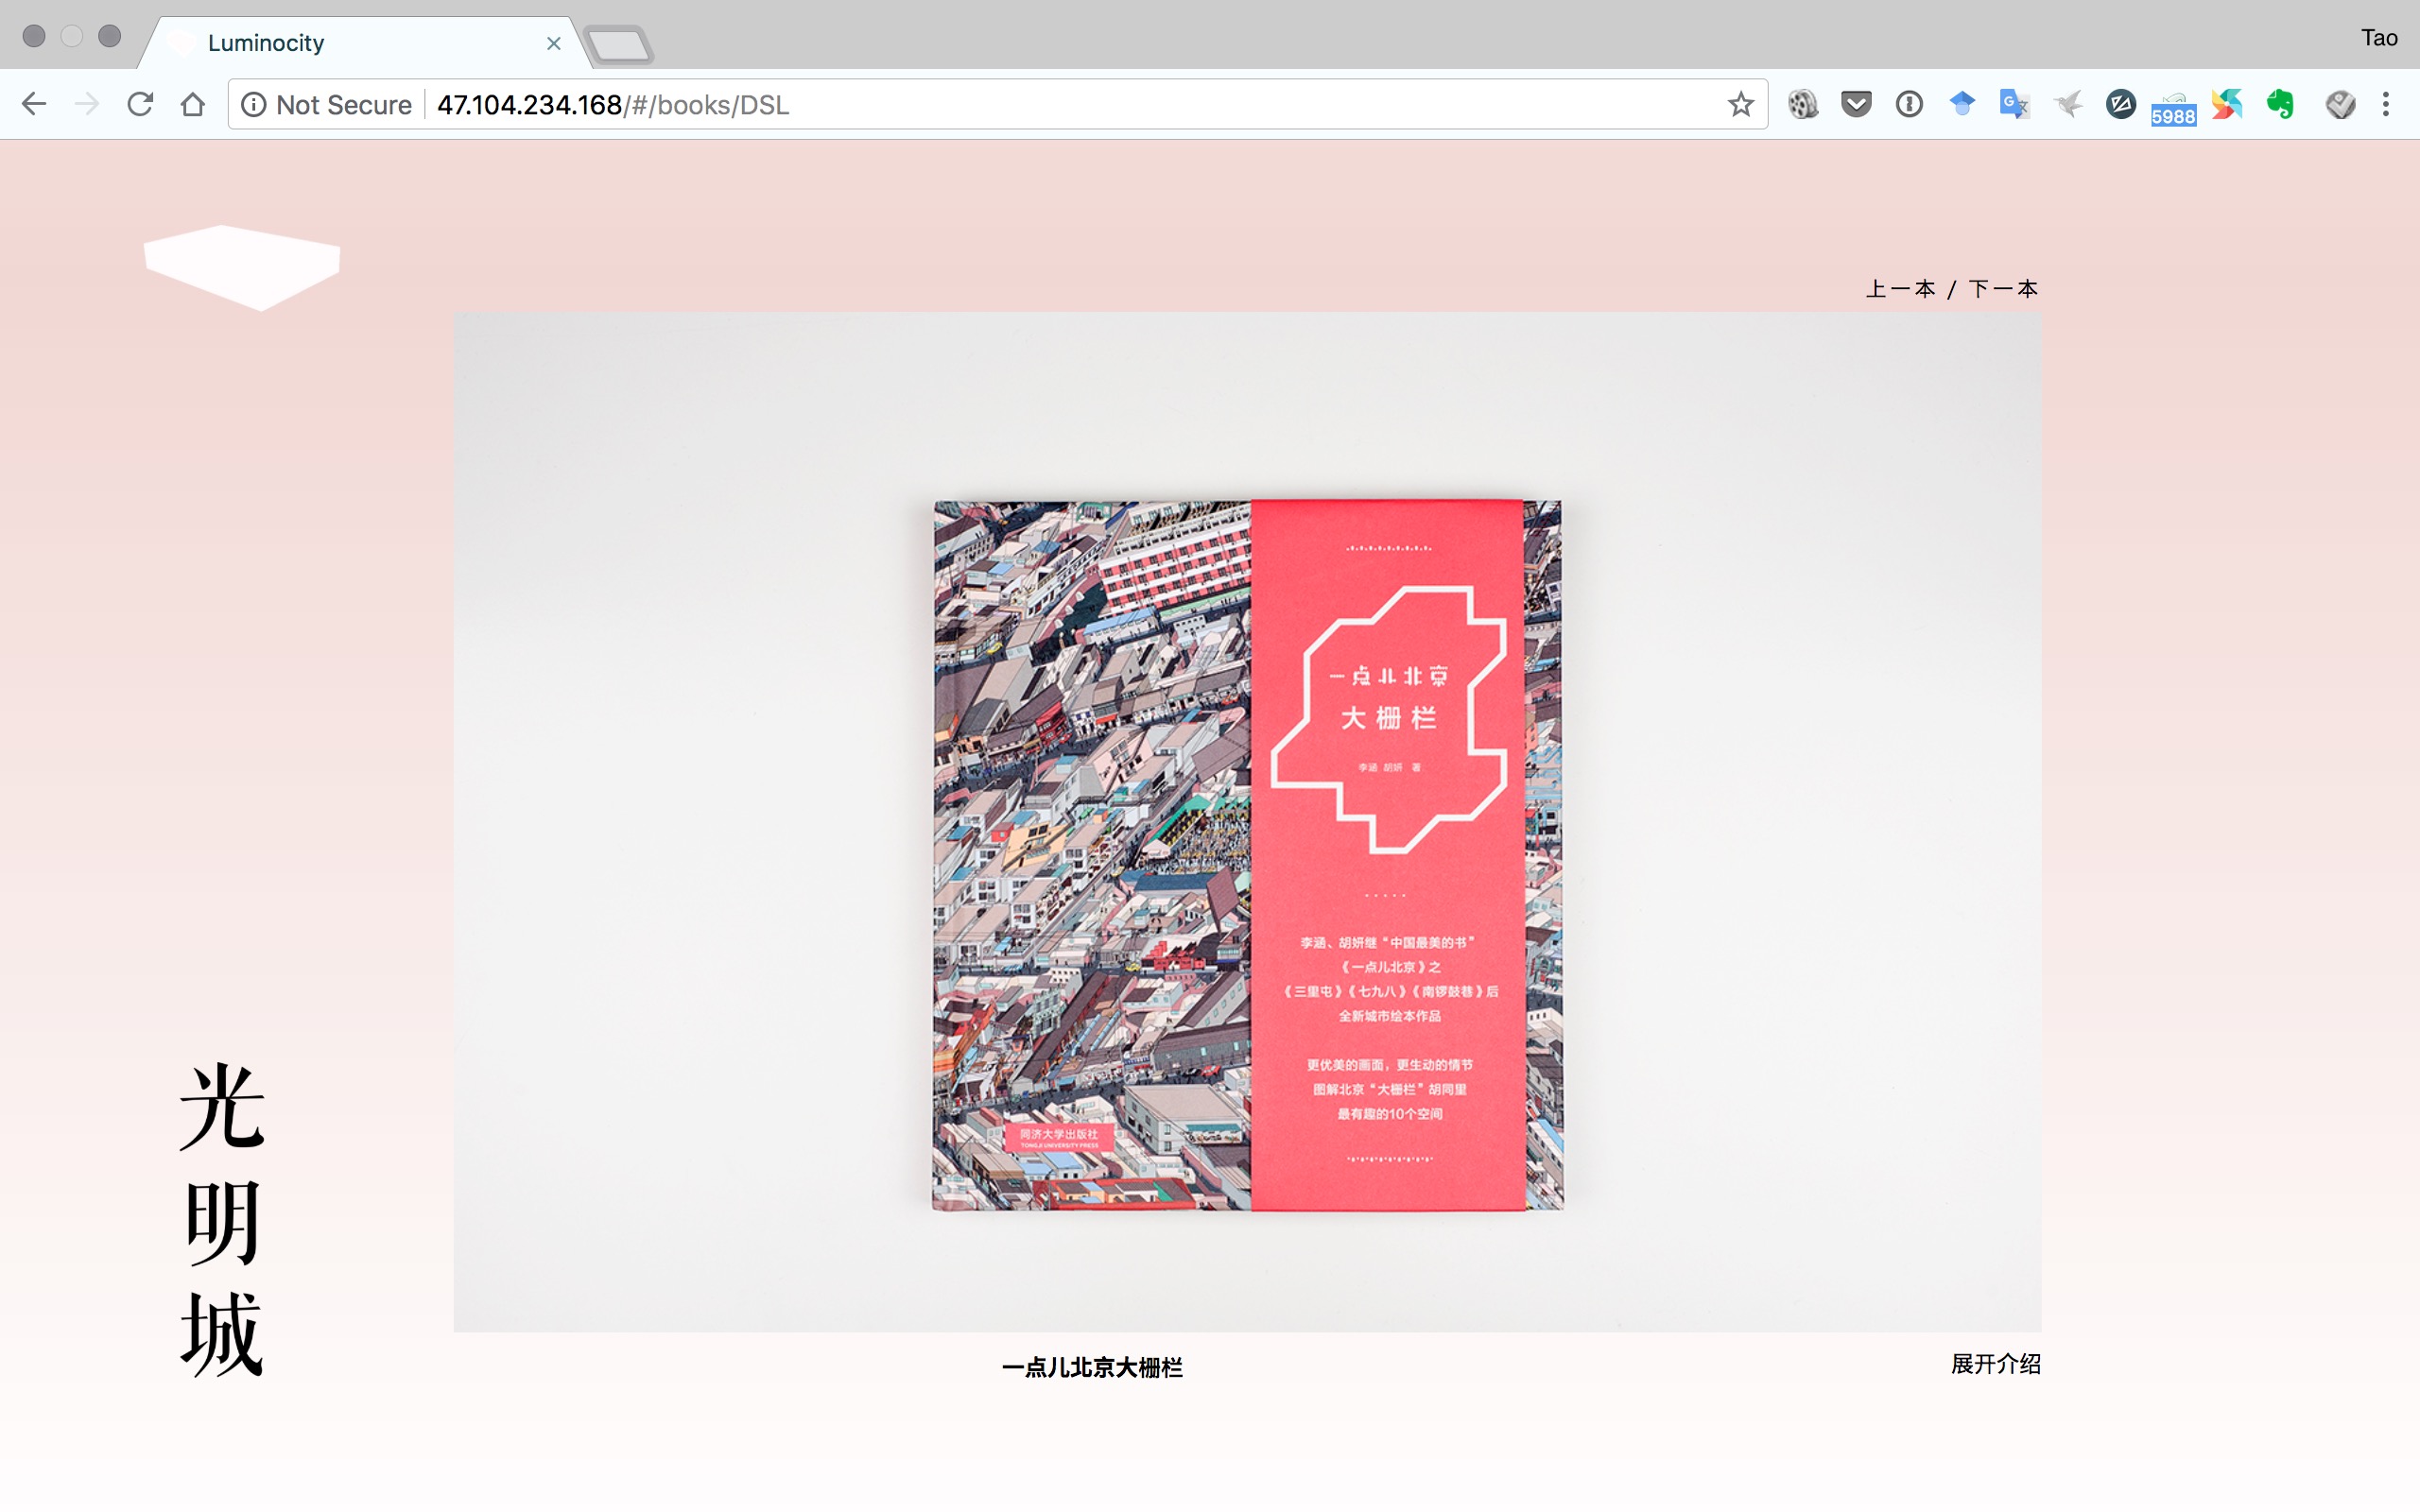 Luminocity
Tao
Not Secure
47.104.234.168/#/books/DSL
5988
上一本 / 下一本
一点儿北京
大栅栏
李涵 胡妍 著
李涵、胡妍继“中国最美的书”
《一点儿北京》之
《三里屯》《七九八》《南锣鼓巷》后
全新城市绘本作品
更优美的画面，更生动的情节
图解北京“大栅栏”胡同里
最有趣的10个空间
同济大学出版社
TONGJI UNIVERSITY PRESS
光
明
城
一点儿北京大栅栏
展开介绍